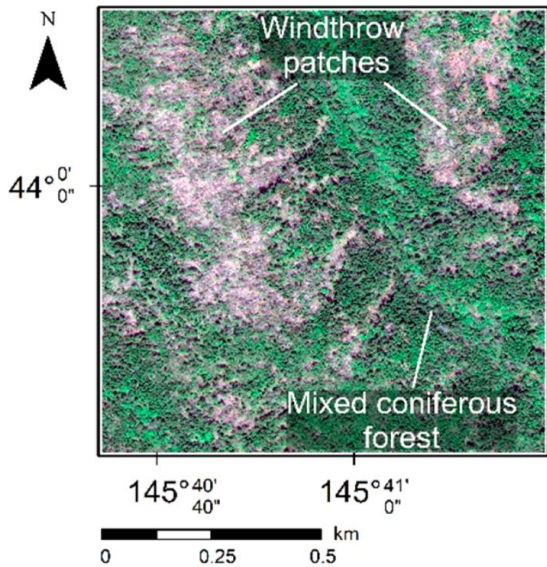 N
Windthrow
patches
44° 0' 0"
Mixed coniferous
forest
145° 40' 40"
145° 41' 0"
km
0 0.25 0.5